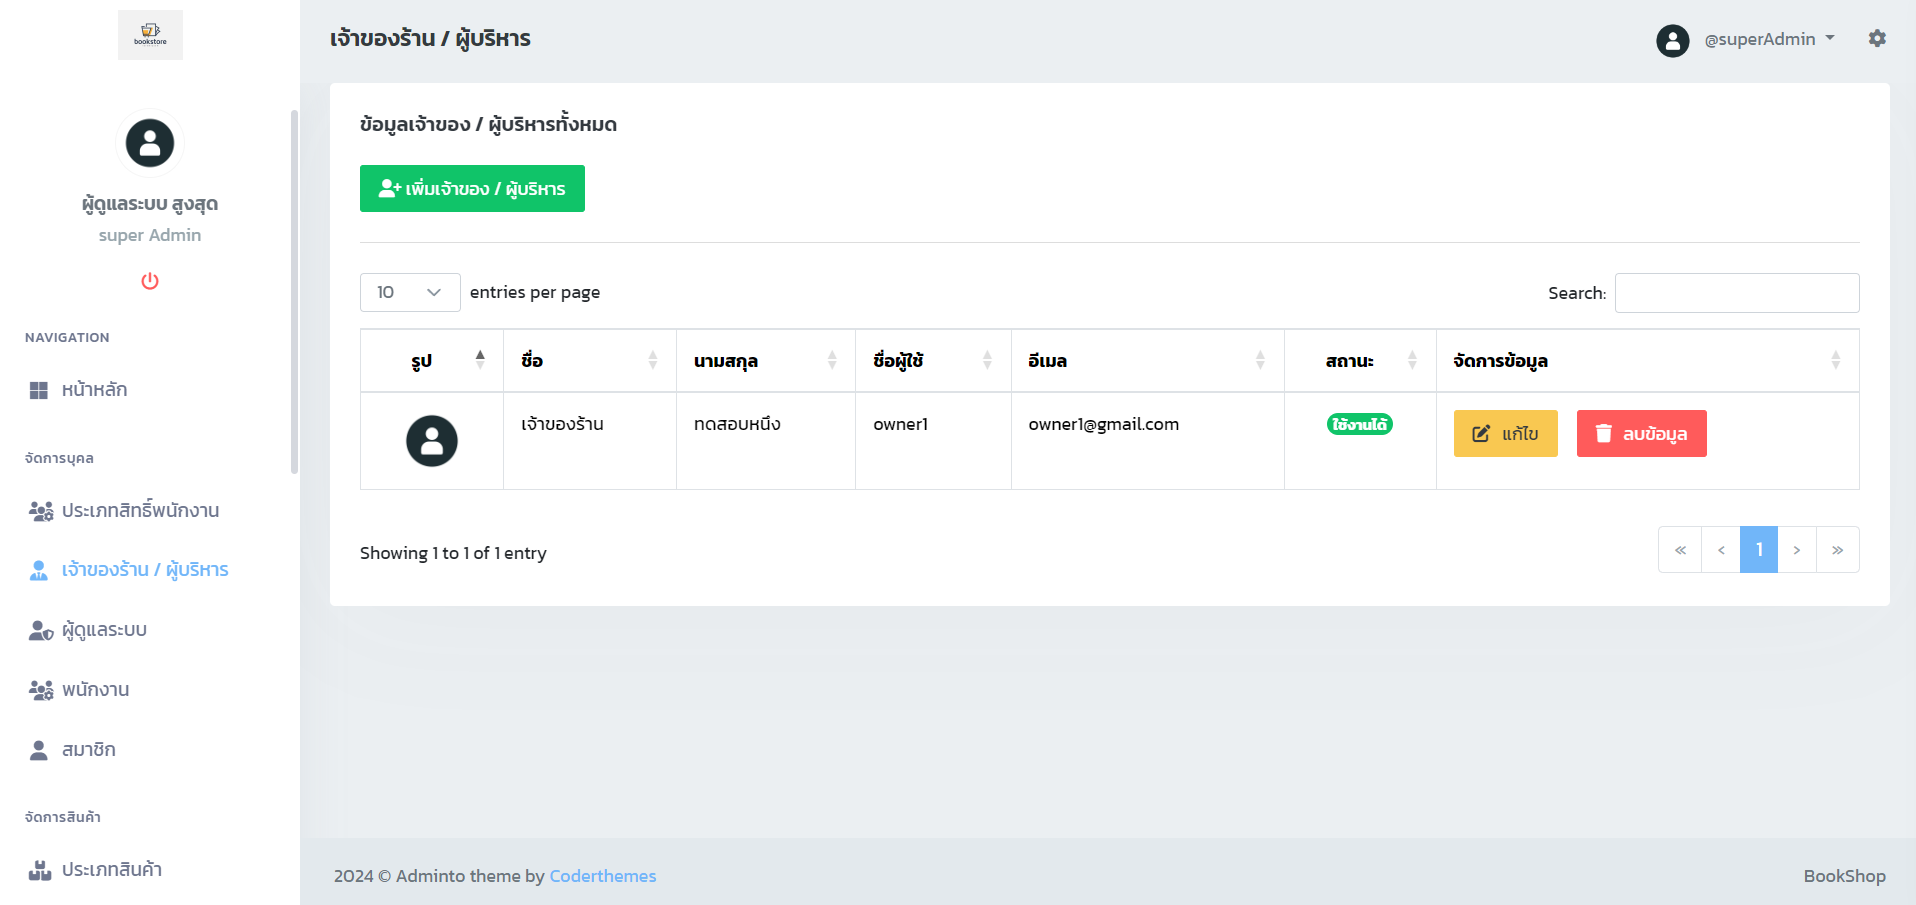 bookstore
ผู้ดูแลระบบ สูงสุด
super Admin
NAVIGATION
หน้าหลัก
จัดการบุคล
ประเภทสิทธิ์พนักงาน
เจ้าของร้าน / ผู้บริหาร
ผู้ดูแลระบบ
พนักงาน
สมาชิก
จัดการสินค้า
ประเภทสินค้า
เจ้าของร้าน / ผู้บริหาร
@superAdmin
ข้อมูลเจ้าของ / ผู้บริหารทั้งหมด
เพิ่มเจ้าของ / ผู้บริหาร
10 entries per page
Search:
รูป ชื่อ นามสกุล ชื่อผู้ใช้ อีเมล สถานะ จัดการข้อมูล
เจ้าของร้าน ทดสอบหนึ่ง owner1 owner1@gmail.com ใช้งานได้ แก้ไข ลบข้อมูล
Showing 1 to 1 of 1 entry
« ‹ 1 › »
2024 © Adminto theme by Coderthemes
BookShop